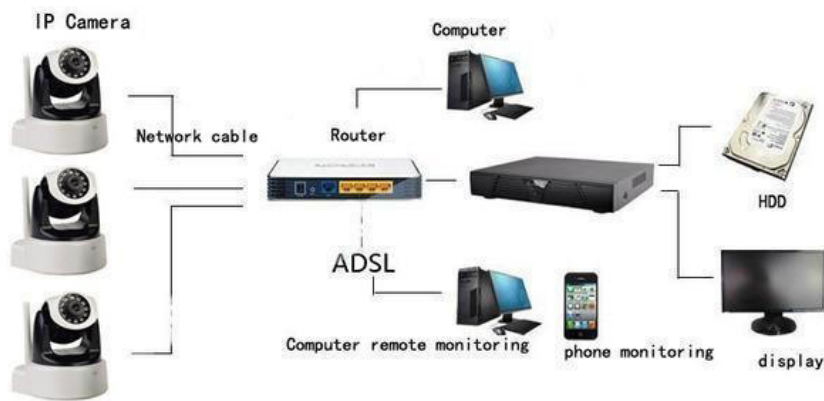 IP Camera
Computer
Network cable
Router
HDD
ADSL
Computer remote monitoring
phone monitoring
display